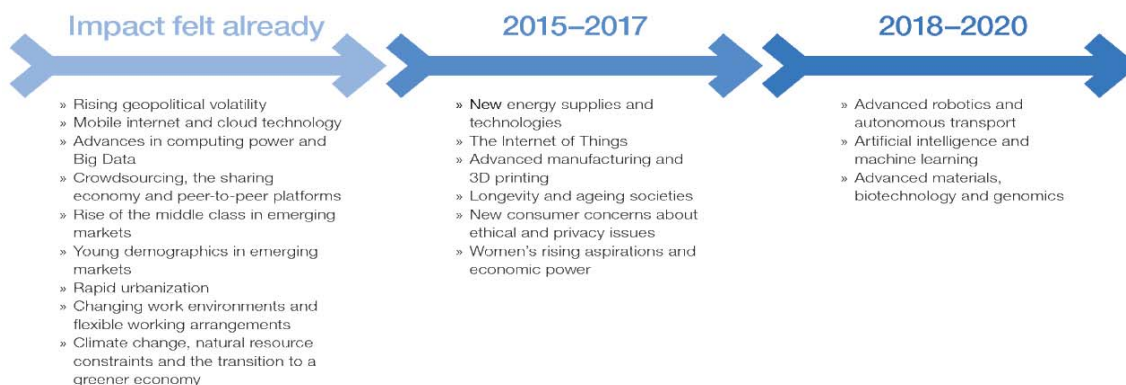 Impact felt already
» Rising geopolitical volatility
» Mobile internet and cloud technology
» Advances in computing power and
Big Data
» Crowdsourcing, the sharing
economy and peer-to-peer platforms
» Rise of the middle class in emerging
markets
» Young demographics in emerging
markets
» Rapid urbanization
» Changing work environments and
flexible working arrangements
» Climate change, natural resource
constraints and the transition to a
greener economy
2015–2017
» New energy supplies and
technologies
» The Internet of Things
» Advanced manufacturing and
3D printing
» Longevity and ageing societies
» New consumer concerns about
ethical and privacy issues
» Women's rising aspirations and
economic power
2018–2020
» Advanced robotics and
autonomous transport
» Artificial intelligence and
machine learning
» Advanced materials,
biotechnology and genomics